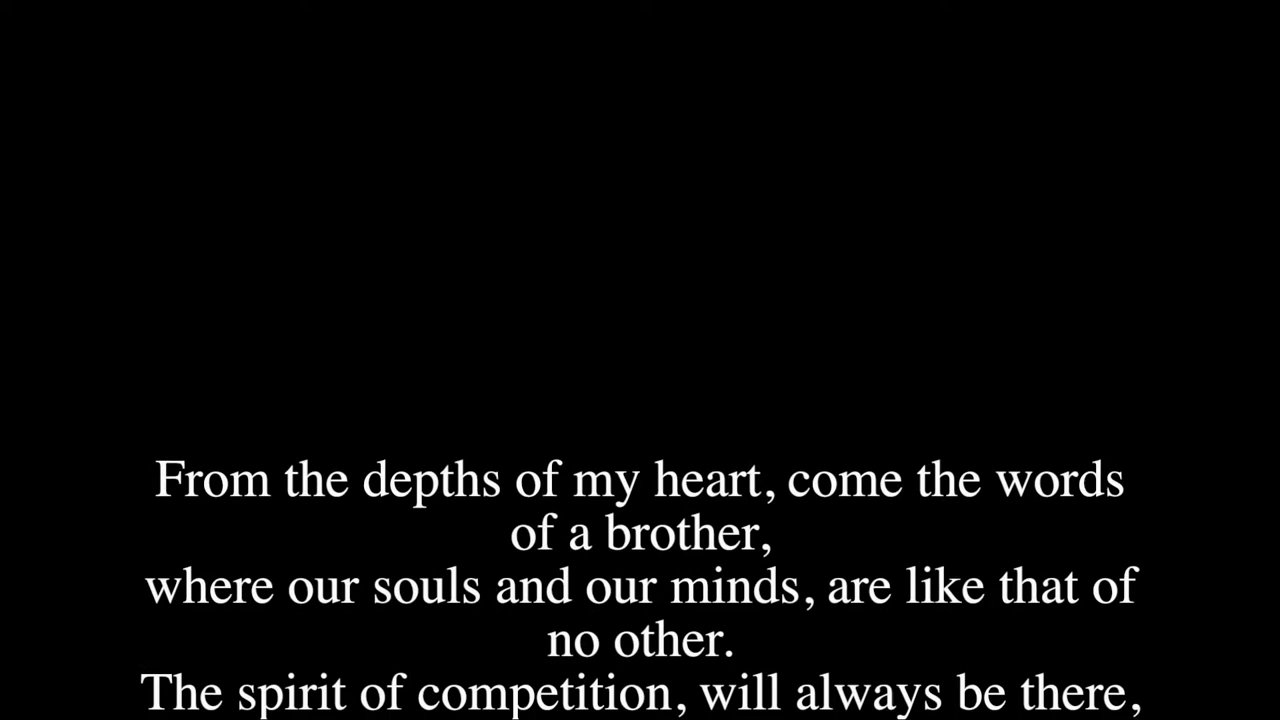 From the depths of my heart, come the words
of a brother,
where our souls and our minds, are like that of
no other.
The spirit of competition, will always be there,